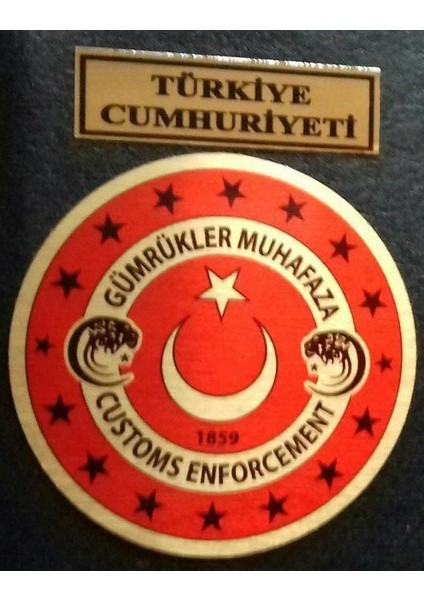 TÜRKİYE
CUMHURİYETİ
GÜMRÜKLER MUHAFAZA
1859
CUSTOMS ENFORCEMENT